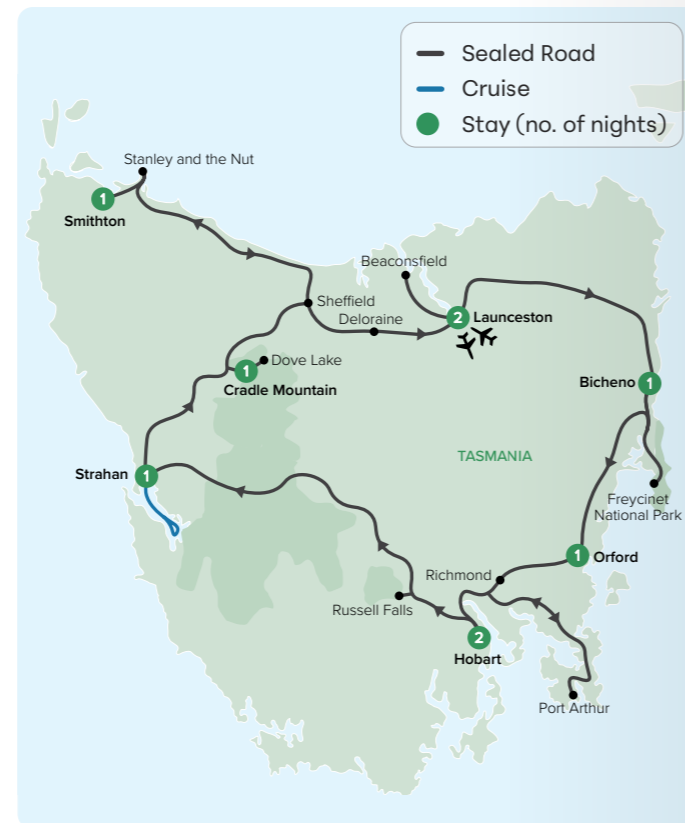 Sealed Road
Cruise
Stay (no. of nights)
Stanley and the Nut
1
Smithton
Beaconsfield
Sheffield
Deloraine
2
Launceston
1
Dove Lake
Cradle Mountain
Bicheno
1
TASMANIA
Strahan
1
Freycinet
National Park
1
Orford
Richmond
Russell Falls
2
Hobart
Port Arthur